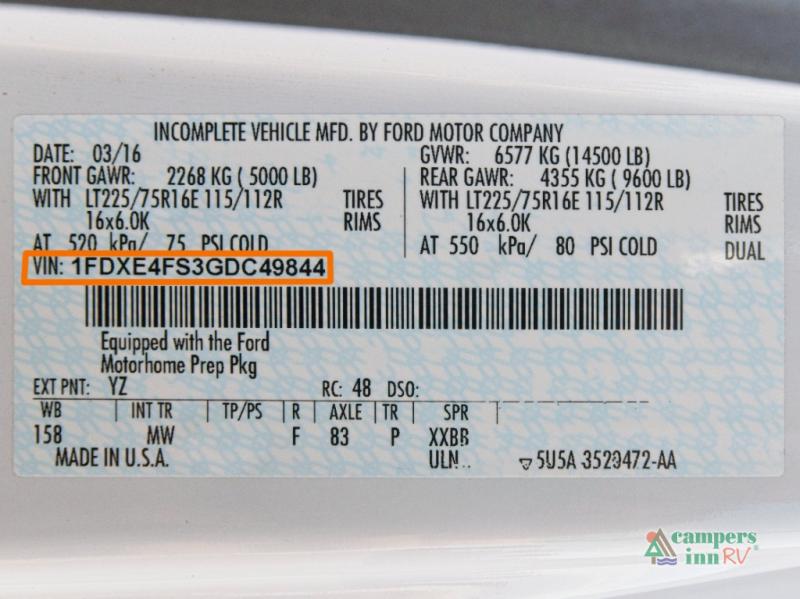 INCOMPLETE VEHICLE MFD. BY FORD MOTOR COMPANY
DATE: 03/16
FRONT GAWR: 2268 KG ( 5000 LB)
WITH LT225/75R16E 115/112R TIRES
16x6.0K RIMS
AT 520 kPa/ 75 PSI COLD
GVWR: 6577 KG (14500 LB)
REAR GAWR: 4355 KG ( 9600 LB)
WITH LT225/75R16E 115/112R TIRES
16x6.0K RIMS
AT 550 kPa/ 80 PSI COLD DUAL
VIN: 1FDXE4FS3GDC49844
Equipped with the Ford
Motorhome Prep Pkg
EXT PNT: YZ RC: 48 DSO:
WB INT TR TP/PS R AXLE TR SPR
158 MW F 83 P XXBB
MADE IN U.S.A. ULN.. 5U5A 3520472-AA
campers
inn RV®